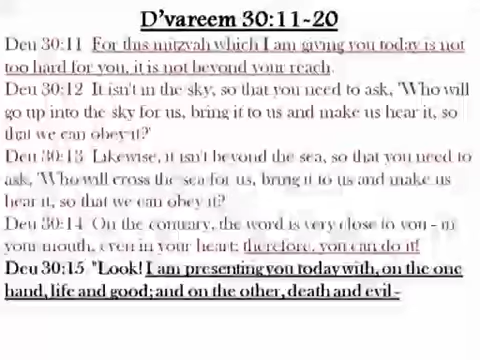 D'vareem 30:11-20
Deu 30:11 For this mitzvah which I am giving you today is not
too hard for you, it is not beyond your reach.
Deu 30:12 It isn't in the sky, so that you need to ask, 'Who will
go up into the sky for us, bring it to us and make us hear it, so
that we can obey it?'
Deu 30:13 Likewise, it isn't beyond the sea, so that you need to
ask, 'Who will cross the sea for us, bring it to us and make us
hear it, so that we can obey it?
Deu 30:14 On the contrary, the word is very close to you - in
your mouth, even in your heart; therefore, you can do it!
Deu 30:15 "Look! I am presenting you today with, on the one
hand, life and good; and on the other, death and evil -